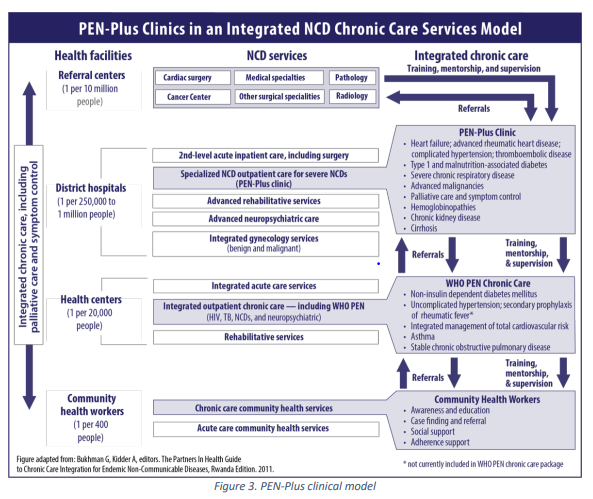 PEN-Plus Clinics in an Integrated NCD Chronic Care Services Model
Health facilities
NCD services
Integrated chronic care
Integrated chronic care, including
palliative care and symptom control
Referral centers
(1 per 10 million
people)
Cardiac surgery
Medical specialties
Pathology
Cancer Center
Other surgical specialities
Radiology
Training, mentorship, and supervision
Referrals
District hospitals
(1 per 250,000 to
1 million people)
2nd-level acute inpatient care, including surgery
Specialized NCD outpatient care for severe NCDs
(PEN-Plus clinic)
Advanced rehabilitative services
Advanced neuropsychiatric care
Integrated gynecology services
(benign and malignant)
PEN-Plus Clinic
• Heart failure; advanced rheumatic heart disease;
complicated hypertension; thromboembolic disease
• Type 1 and malnutrition-associated diabetes
• Severe chronic respiratory disease
• Advanced malignancies
• Palliative care and symptom control
• Hemoglobinopathies
• Chronic kidney disease
• Cirrhosis
Referrals
Training,
mentorship,
& supervision
Health centers
(1 per 20,000
people)
Integrated acute care services
Integrated outpatient chronic care — including WHO PEN
(HIV, TB, NCDs, and neuropsychiatric)
Rehabilitative services
WHO PEN Chronic Care
• Non-insulin dependent diabetes mellitus
• Uncomplicated hypertension; secondary prophylaxis
of rheumatic fever*
• Integrated management of total cardiovascular risk
• Asthma
• Stable chronic obstructive pulmonary disease
Referrals
Training,
mentorship,
& supervision
Community
health workers
(1 per 400
people)
Chronic care community health services
Acute care community health services
Community Health Workers
• Awareness and education
• Case finding and referral
• Social support
• Adherence support
Figure adapted from: Bukhman G, Kidder A, editors. The Partners In Health Guide
to Chronic Care Integration for Endemic Non-Communicable Diseases, Rwanda Edition. 2011.
* not currently included in WHO PEN chronic care package
Figure 3. PEN-Plus clinical model